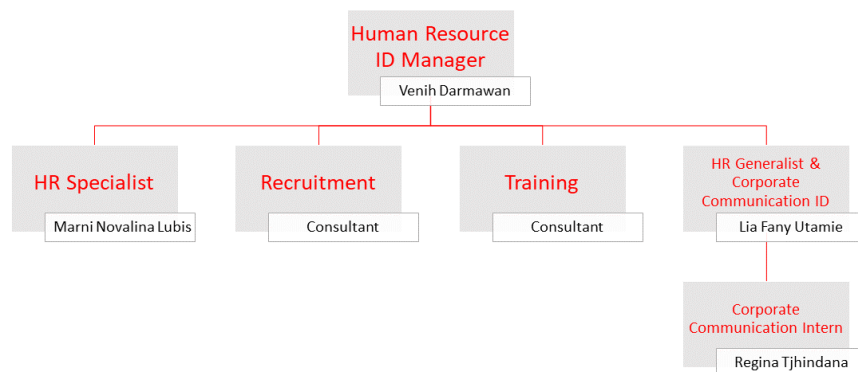 Human Resource
ID Manager
Venih Darmawan
HR Specialist
Marni Novalina Lubis
Recruitment
Consultant
Training
Consultant
HR Generalist &
Corporate
Communication ID
Lia Fany Utamie
Corporate
Communication Intern
Regina Tjhindana